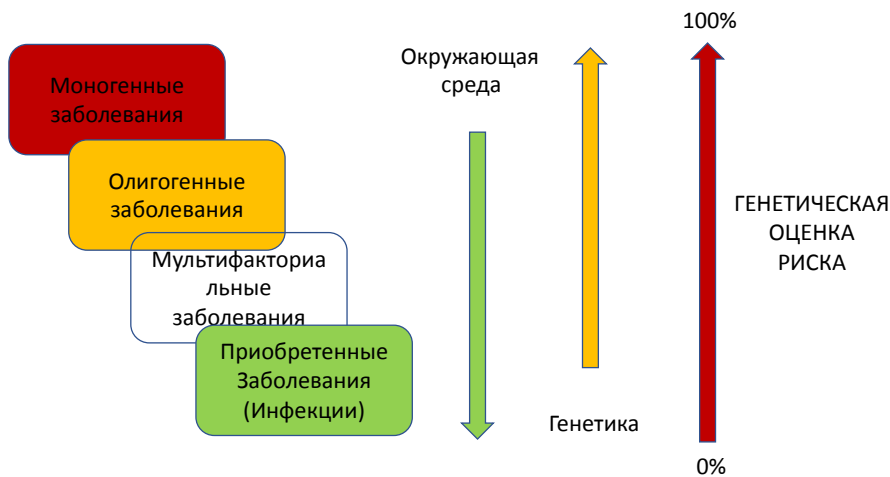 Моногенные
заболевания
Олигогенные
заболевания
Мультифакториа
льные
заболевания
Приобретенные
Заболевания
(Инфекции)
Окружающая
среда
Генетика
100%
ГЕНЕТИЧЕСКАЯ
ОЦЕНКА
РИСКА
0%